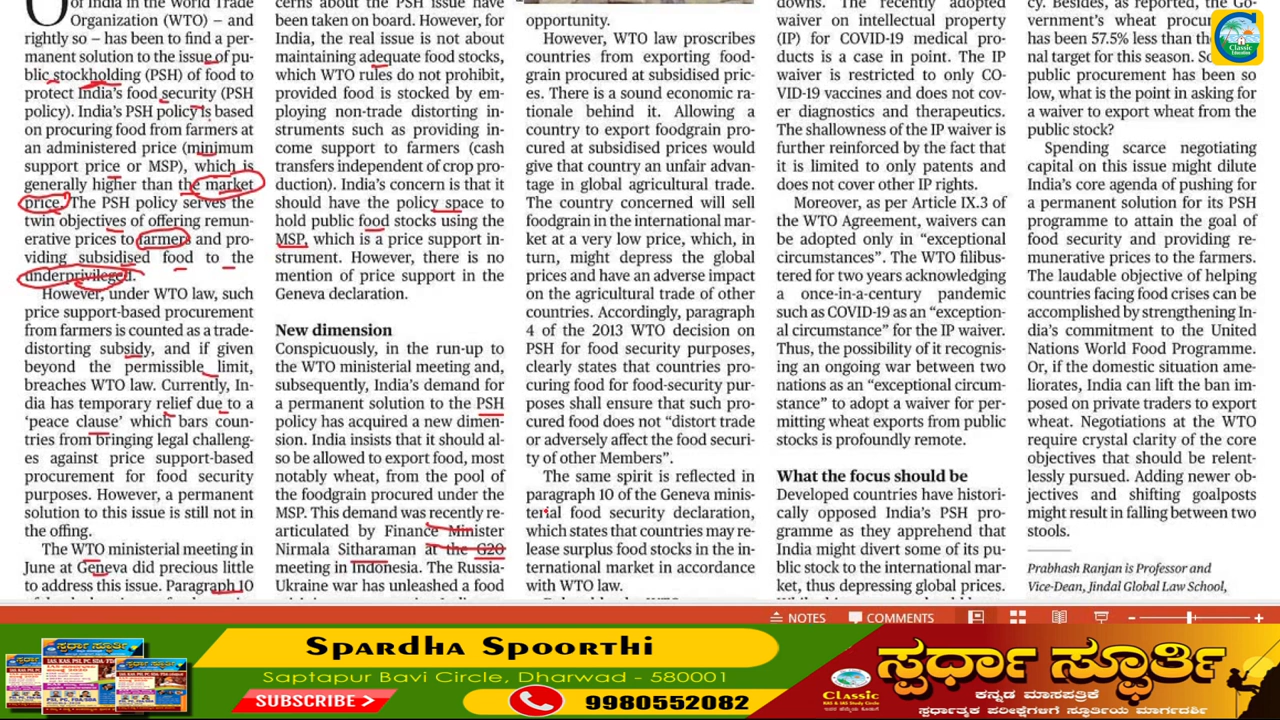 of India in the World Trade
Organization (WTO) — and
rightly so — has been to find a per-
manent solution to the issue of pu-
blic stockholding (PSH) of food to
protect India's food security (PSH
policy). India's PSH policy is based
on procuring food from farmers at
an administered price (minimum
support price or MSP), which is
generally higher than the market
price. The PSH policy serves the
twin objectives of offering remun-
erative prices to farmers and pro-
viding subsidised food to the
underprivileged.
However, under WTO law, such
price support-based procurement
from farmers is counted as a trade-
distorting subsidy, and if given
beyond the permissible limit,
breaches WTO law. Currently, In-
dia has temporary relief due to a
'peace clause' which bars coun-
tries from bringing legal challeng-
es against price support-based
procurement for food security
purposes. However, a permanent
solution to this issue is still not in
the offing.
The WTO ministerial meeting in
June at Geneva did precious little
to address this issue. Paragraph 10
cerns about the PSH issue have
been taken on board. However, for
India, the real issue is not about
maintaining adequate food stocks,
which WTO rules do not prohibit,
provided food is stocked by em-
ploying non-trade distorting in-
struments such as providing in-
come support to farmers (cash
transfers independent of crop pro-
duction). India's concern is that it
should have the policy space to
hold public food stocks using the
MSP, which is a price support in-
strument. However, there is no
mention of price support in the
Geneva declaration.
New dimension
Conspicuously, in the run-up to
the WTO ministerial meeting and,
subsequently, India's demand for
a permanent solution to the PSH
policy has acquired a new dimen-
sion. India insists that it should al-
so be allowed to export food, most
notably wheat, from the pool of
the foodgrain procured under the
MSP. This demand was recently re-
articulated by Finance Minister
Nirmala Sitharaman at the G20
meeting in Indonesia. The Russia-
Ukraine war has unleashed a food
opportunity.
However, WTO law proscribes
countries from exporting food-
grain procured at subsidised pric-
es. There is a sound economic ra-
tionale behind it. Allowing a
country to export foodgrain pro-
cured at subsidised prices would
give that country an unfair advan-
tage in global agricultural trade.
The country concerned will sell
foodgrain in the international mar-
ket at a very low price, which, in
turn, might depress the global
prices and have an adverse impact
on the agricultural trade of other
countries. Accordingly, paragraph
4 of the 2013 WTO decision on
PSH for food security purposes,
clearly states that countries pro-
curing food for food-security pur-
poses shall ensure that such pro-
cured food does not "distort trade
or adversely affect the food securi-
ty of other Members".
The same spirit is reflected in
paragraph 10 of the Geneva minis-
terial food security declaration,
which states that countries may re-
lease surplus food stocks in the in-
ternational market in accordance
with WTO law.
downs. The recently adopted
waiver on intellectual property
(IP) for COVID-19 medical pro-
ducts is a case in point. The IP
waiver is restricted to only CO-
VID-19 vaccines and does not cov-
er diagnostics and therapeutics.
The shallowness of the IP waiver is
further reinforced by the fact that
it is limited to only patents and
does not cover other IP rights.
Moreover, as per Article IX.3 of
the WTO Agreement, waivers can
be adopted only in "exceptional
circumstances". The WTO filibus-
tered for two years acknowledging
a once-in-a-century pandemic
such as COVID-19 as an "exception-
al circumstance" for the IP waiver.
Thus, the possibility of it recognis-
ing an ongoing war between two
nations as an "exceptional circum-
stance" to adopt a waiver for per-
mitting wheat exports from public
stocks is profoundly remote.
What the focus should be
Developed countries have histori-
cally opposed India's PSH pro-
gramme as they apprehend that
India might divert some of its pu-
blic stock to the international mar-
ket, thus depressing global prices.
cy. Besides, as reported, the Go-
vernment's wheat procu
has been 57.5% less than th
nal target for this season. So
public procurement has been so
low, what is the point in asking for
a waiver to export wheat from the
public stock?
Spending scarce negotiating
capital on this issue might dilute
India's core agenda of pushing for
a permanent solution for its PSH
programme to attain the goal of
food security and providing re-
munerative prices to the farmers.
The laudable objective of helping
countries facing food crises can be
accomplished by strengthening In-
dia's commitment to the United
Nations World Food Programme.
Or, if the domestic situation ame-
liorates, India can lift the ban im-
posed on private traders to export
wheat. Negotiations at the WTO
require crystal clarity of the core
objectives that should be relent-
lessly pursued. Adding newer ob-
jectives and shifting goalposts
might result in falling between two
stools.
Prabhash Ranjan is Professor and
Vice-Dean, Jindal Global Law School,
Classic
Education
NOTES
COMMENTS
Spardha Spoorthi
Saptapur Bavi Circle, Dharwad - 580001
SUBSCRIBE
9980552082
Classic
KAS & IAS Study Circle
ಸ್ಪರ್ಧಾ ಸ್ಫೂರ್ತಿ
ಕನ್ನಡ ಮಾಸಪತ್ರಿಕೆ
ಸ್ಪರ್ಧಾತ್ಮಕ ಪರೀಕ್ಷೆಗಳಿಗೆ ಸ್ಫೂರ್ತಿಯ ಮಾರ್ಗದರ್ಶಿ